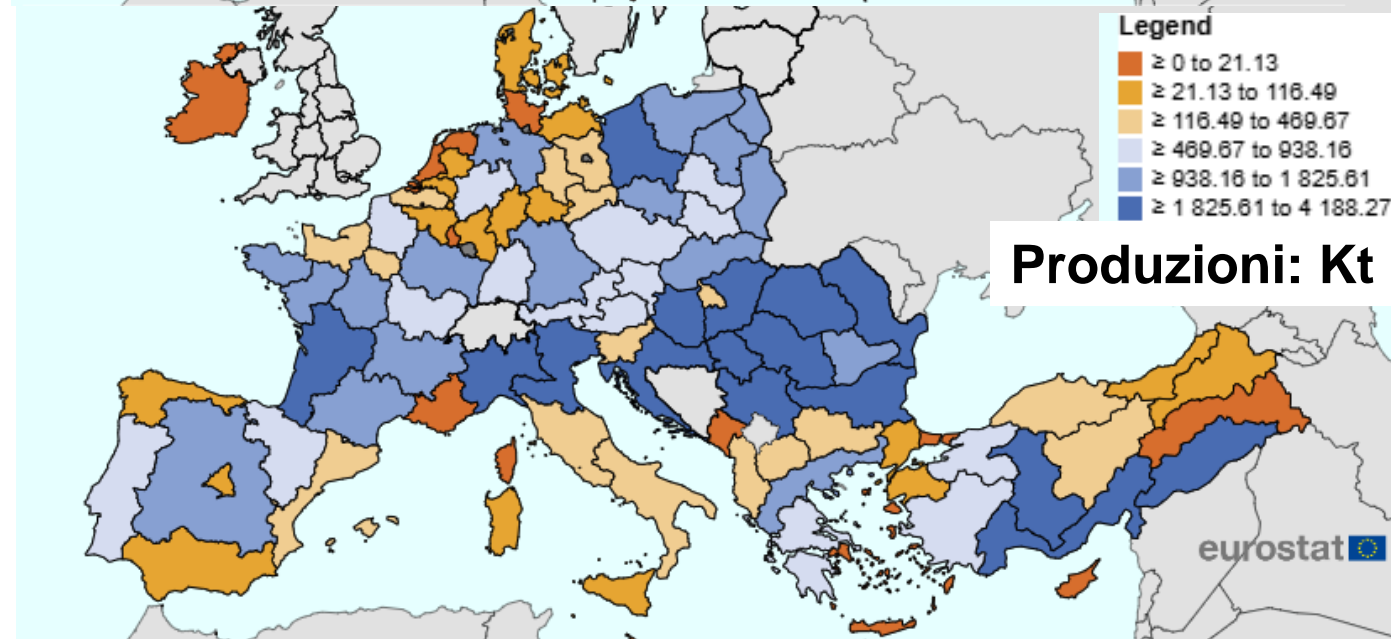 Legend
≥ 0 to 21.13
≥ 21.13 to 116.49
≥ 116.49 to 469.67
≥ 469.67 to 938.16
≥ 938.16 to 1 825.61
≥ 1 825.61 to 4 188.27
Produzioni: Kt
eurostat